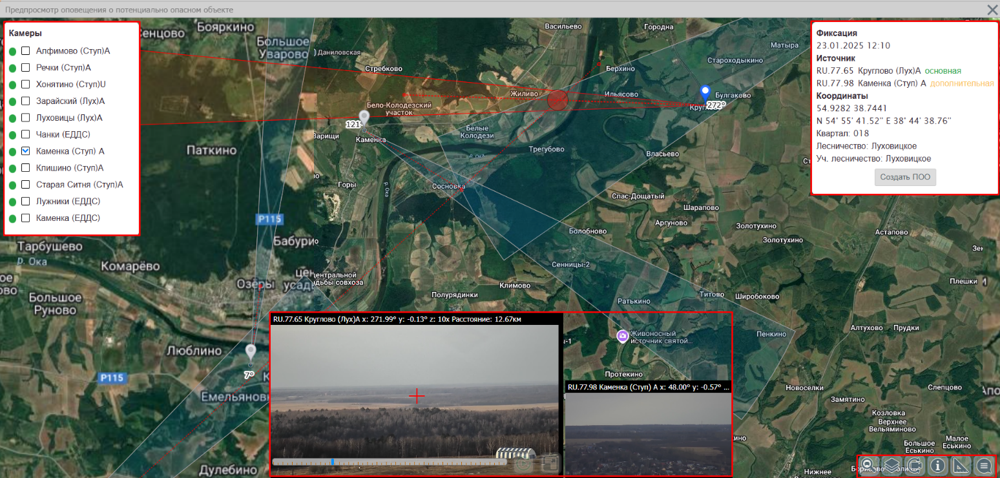 Предпросмотр оповещения о потенциально опасном объекте
Камеры
Алфимово (Ступ)А
Речки (Ступ)А
Хонятино (Ступ)U
Зарайский (Лух)А
Луховицы (Лух)А
Чанки (ЕДДС)
Каменка (Ступ) А
Клишино (Ступ)А
Старая Ситня (Ступ)А
Лужники (ЕДДС)
Каменка (ЕДДС)
Фиксация
23.01.2025 12:10
Источник
RU.77.65 Круглово (Лух)А основная
RU.77.98 Каменка (Ступ) А дополнительная
Координаты
54.9282 38.7441
N 54' 55' 41.52'' E 38' 44' 38.76''
Квартал: 018
Лесничество: Луховицкое
Уч. лесничество: Луховицкое
Создать ПОО
Бояркино
Сенцово
Большое
Уварово
Даниловская
Стребково
Васильево
Городна
Матыра
Староходыкино
Берхино
Жиливо
Ильясово
Булгаково
272°
Бело-Колодезский
участок
121°
Каменка
Варищи
Белые
Колодези
р. Ока
Трегубово
Власьево
Паткино
Горы
р. Ока
Сосновка
Спас-Дощатый
Шарапово
Аргуново
Р115
Болобново
Золотухино
Золотухино
Астапово
Бабурино
Тарбушево
р. Ока
Комарёво
Озёры
центральной
усадьбы совхоза
Сенницы-2
Климово
Полурядинки
Ратькино
Титово
Широбоково
Плешки
Большое
Руново
Алтухово
Прудки
Живоносный
источник святой...
Пенкино
Люблино
Р115
7°
Емельяновка
Протекино
Новоселки
Слепцово
Замятино
Козловка
Верхнее
Вельяминово
Малое
Еськино
Большое
Еськино
Нижнее
Дулебино
RU.77.65 Круглово (Лух)А x: 271.99° y: -0.13° z: 10x Расстояние: 12.67км
RU.77.98 Каменка (Ступ) А x: 48.00° y: -0.57° ...